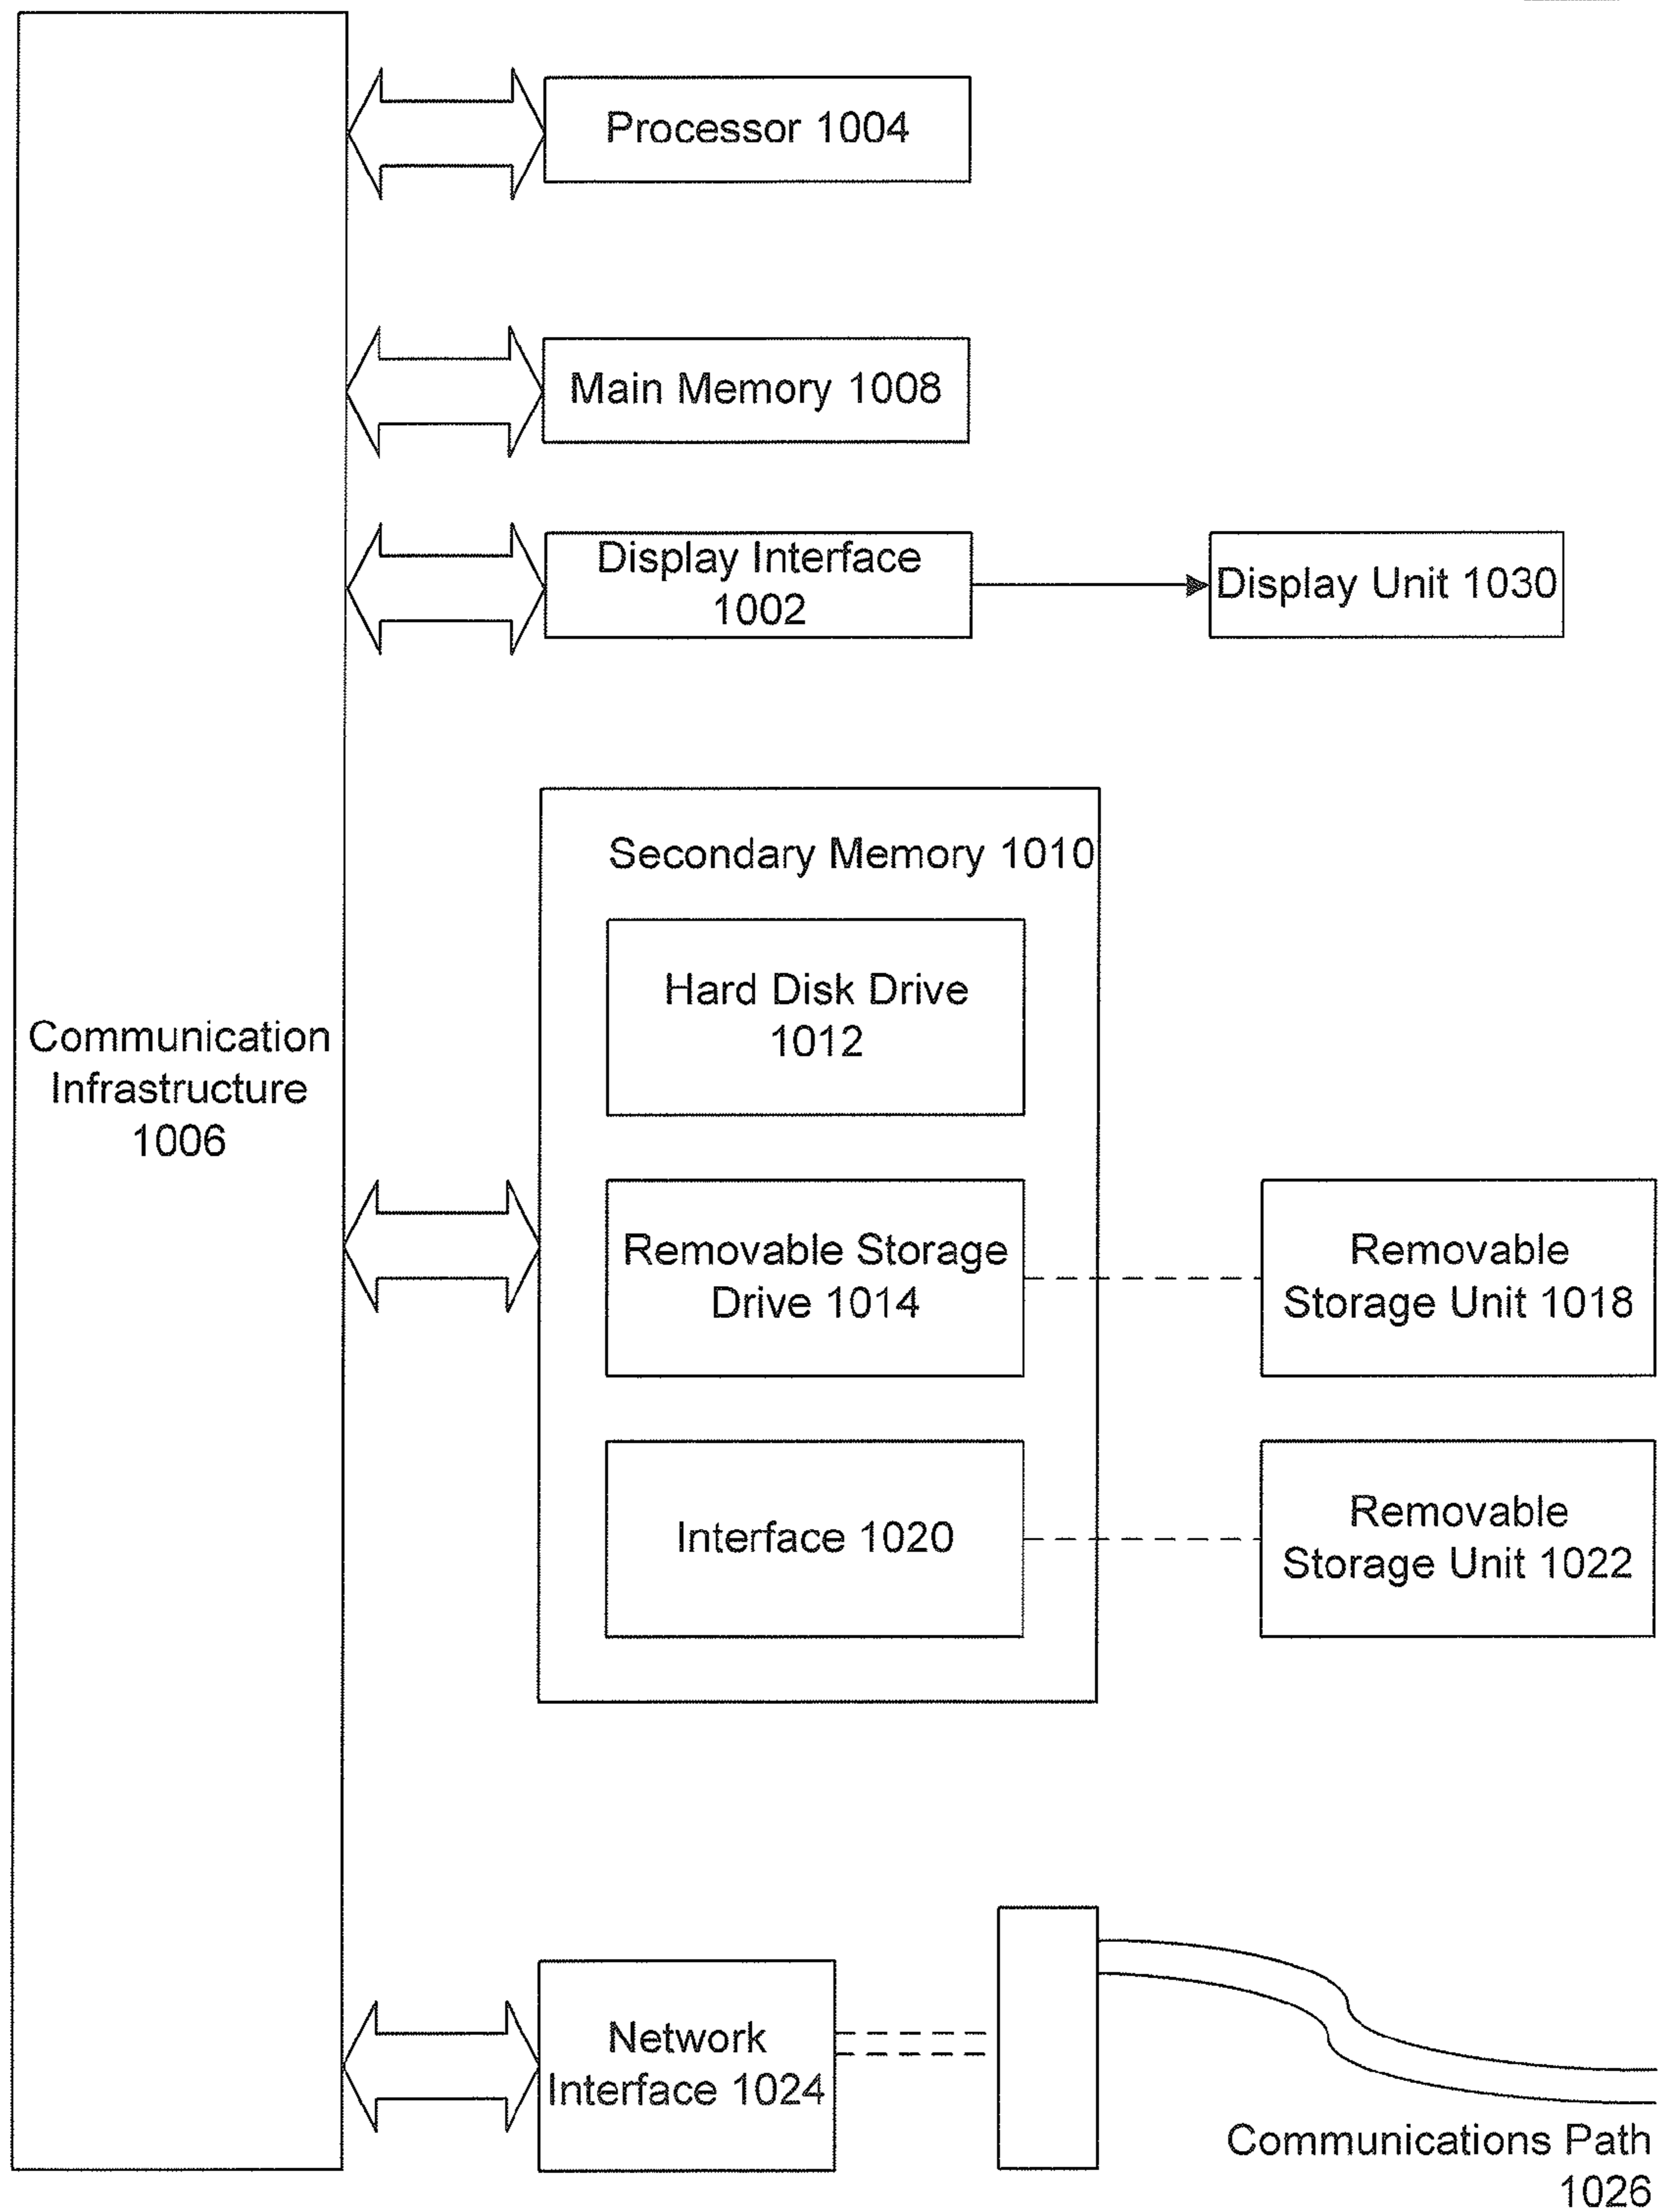 Processor 1004
Main Memory 1008
Display Interface
1002
Display Unit 1030
Secondary Memory 1010
Hard Disk Drive
1012
Communication
Infrastructure
1006
Removable Storage
Drive 1014
Removable
Storage Unit 1018
Interface 1020
Removable
Storage Unit 1022
Network
Interface 1024
Communications Path
1026